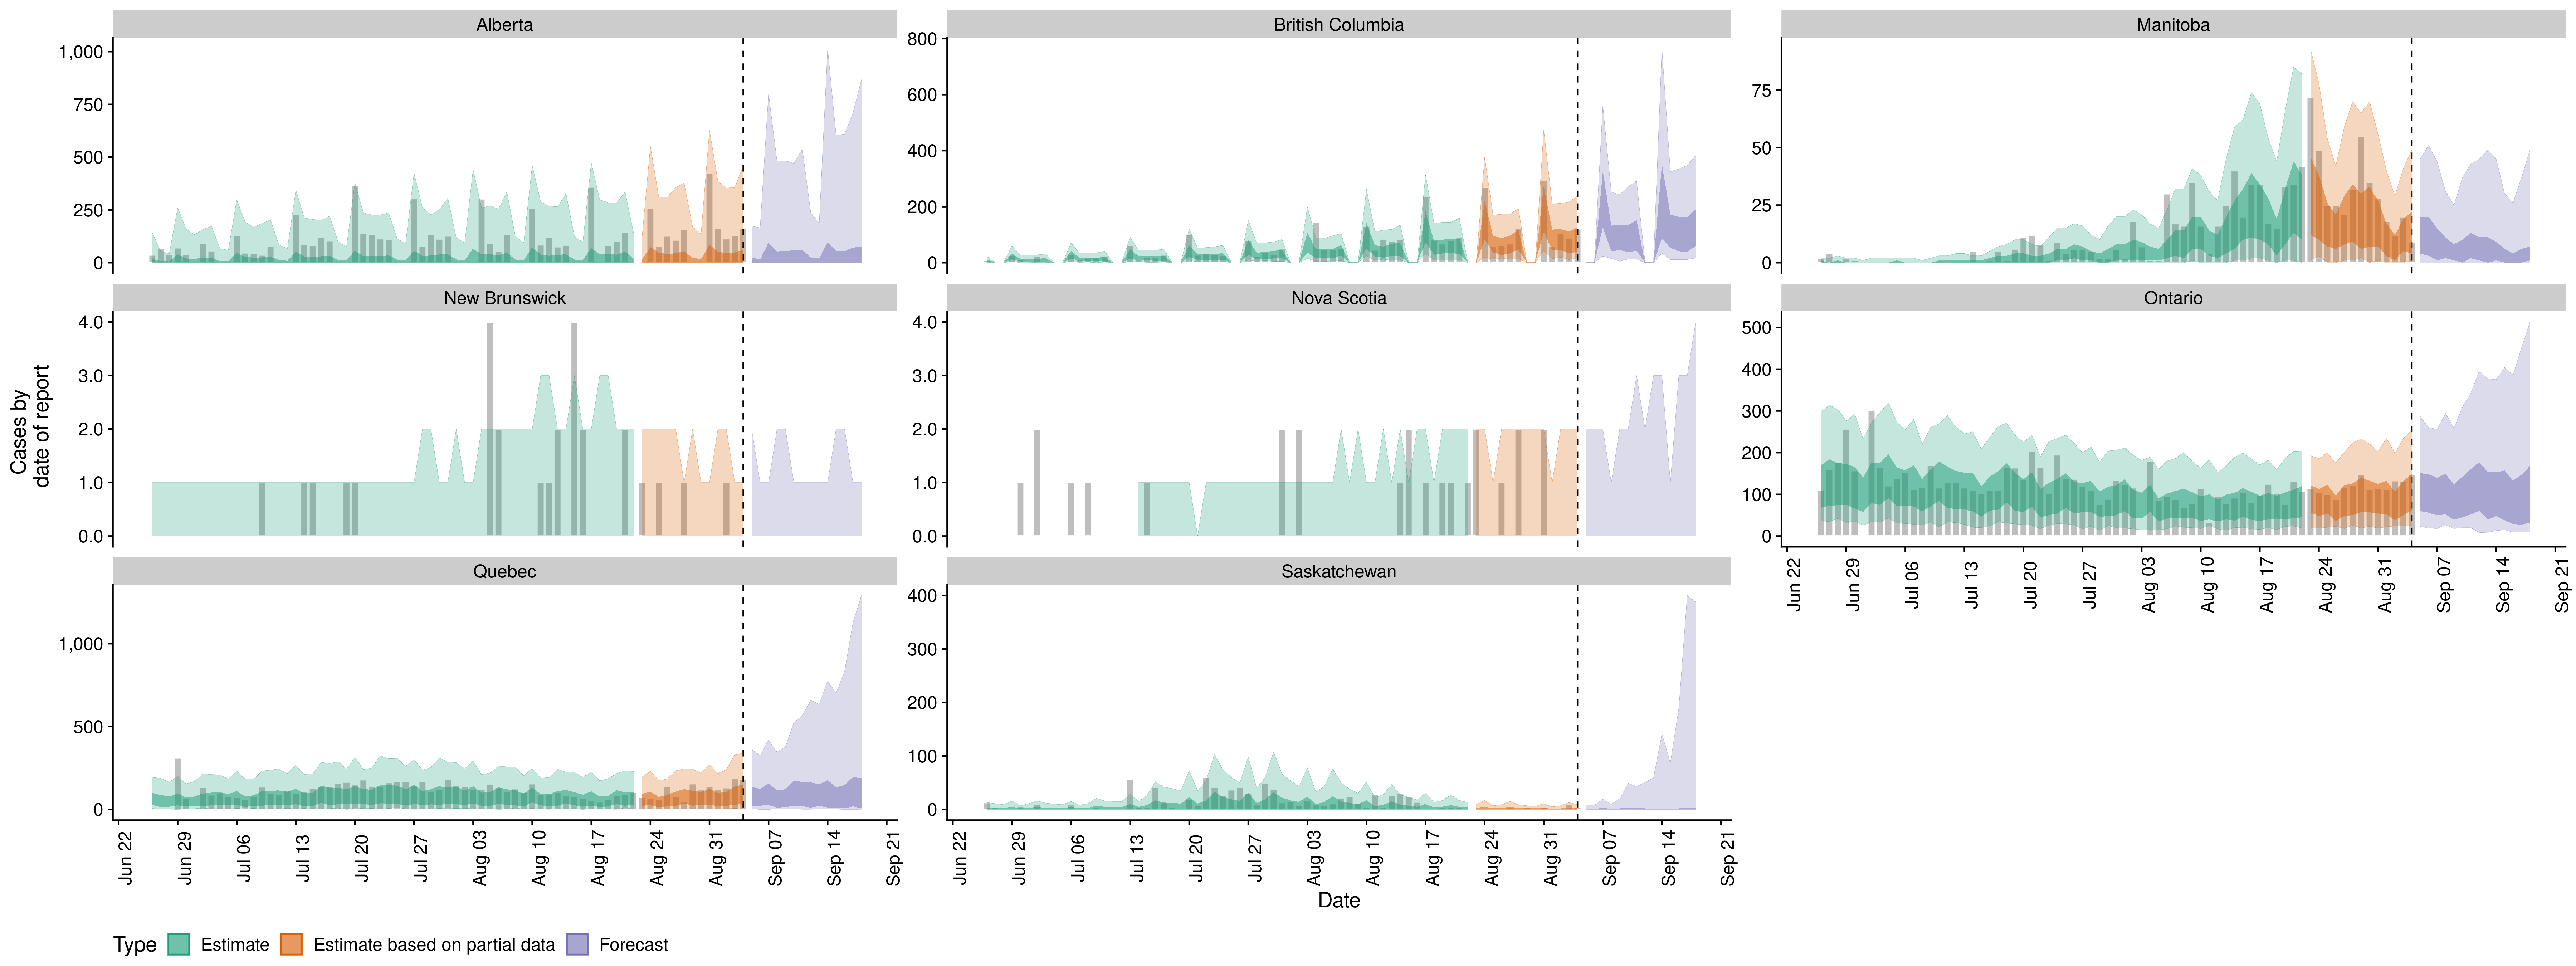 Alberta
British Columbia
Manitoba
1,000
750
500
250
0
800
600
400
200
0
75
50
25
0
New Brunswick
Nova Scotia
Ontario
Cases by
date of report
4.0
3.0
2.0
1.0
0.0
4.0
3.0
2.0
1.0
0.0
500
400
300
200
100
0
Jun 22
Jun 29
Jul 06
Jul 13
Jul 20
Jul 27
Aug 03
Aug 10
Aug 17
Aug 24
Aug 31
Sep 07
Sep 14
Sep 21
Quebec
Saskatchewan
1,000
500
0
400
300
200
100
0
Jun 22
Jun 29
Jul 06
Jul 13
Jul 20
Jul 27
Aug 03
Aug 10
Aug 17
Aug 24
Aug 31
Sep 07
Sep 14
Sep 21
Jun 22
Jun 29
Jul 06
Jul 13
Jul 20
Jul 27
Aug 03
Aug 10
Aug 17
Aug 24
Aug 31
Sep 07
Sep 14
Sep 21
Date
Type Estimate Estimate based on partial data Forecast